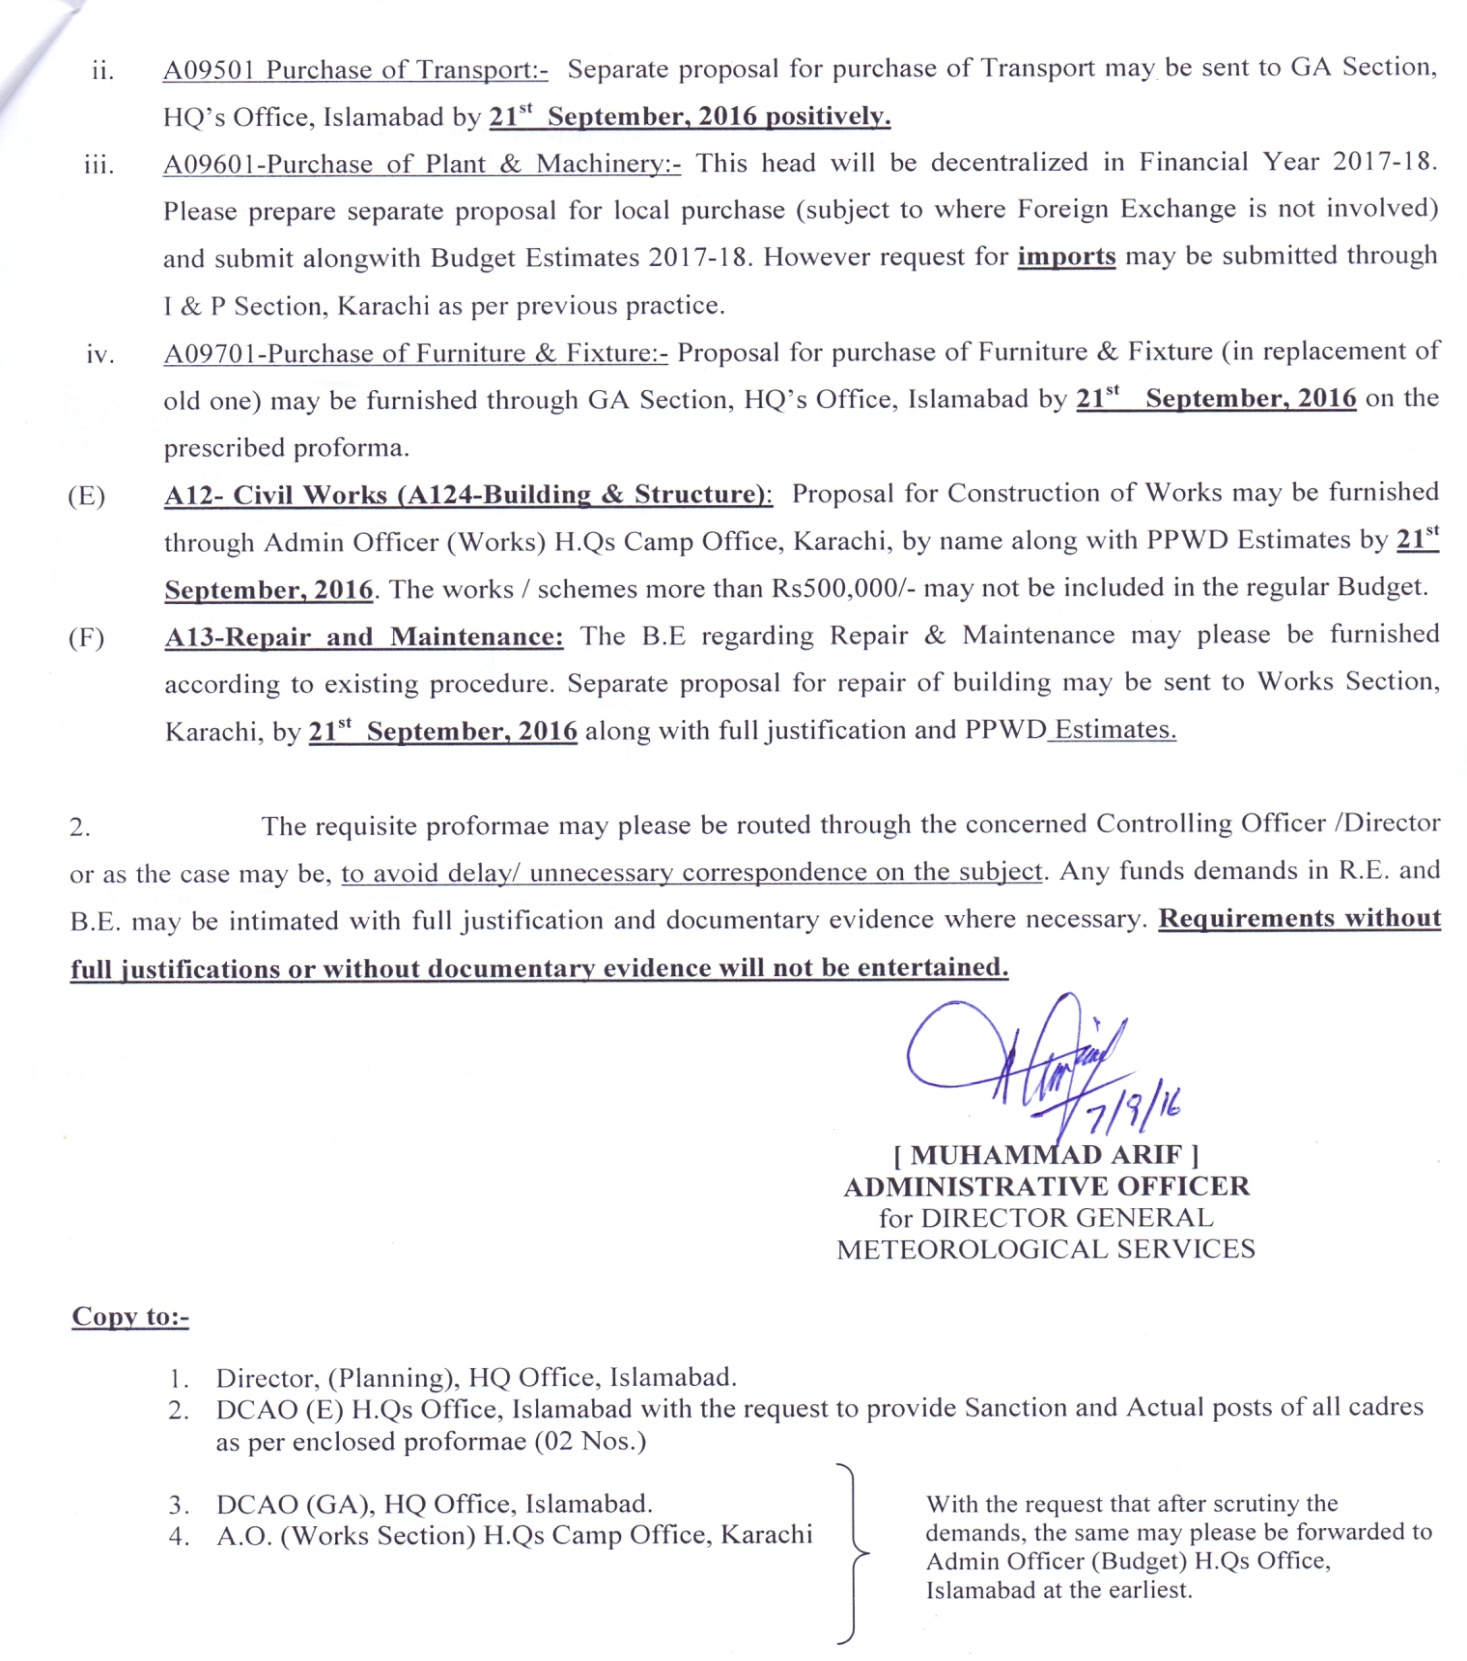 ii. A09501 Purchase of Transport:- Separate proposal for purchase of Transport may be sent to GA Section,
HQ's Office, Islamabad by 21st September, 2016 positively.
iii. A09601-Purchase of Plant & Machinery:- This head will be decentralized in Financial Year 2017-18.
Please prepare separate proposal for local purchase (subject to where Foreign Exchange is not involved)
and submit alongwith Budget Estimates 2017-18. However request for imports may be submitted through
I & P Section, Karachi as per previous practice.
iv. A09701-Purchase of Furniture & Fixture:- Proposal for purchase of Furniture & Fixture (in replacement of
old one) may be furnished through GA Section, HQ's Office, Islamabad by 21st September, 2016 on the
prescribed proforma.
(E) A12- Civil Works (A124-Building & Structure): Proposal for Construction of Works may be furnished
through Admin Officer (Works) H.Qs Camp Office, Karachi, by name along with PPWD Estimates by 21st
September, 2016. The works / schemes more than Rs500,000/- may not be included in the regular Budget.
(F) A13-Repair and Maintenance: The B.E regarding Repair & Maintenance may please be furnished
according to existing procedure. Separate proposal for repair of building may be sent to Works Section,
Karachi, by 21st September, 2016 along with full justification and PPWD Estimates.
2. The requisite proformae may please be routed through the concerned Controlling Officer /Director
or as the case may be, to avoid delay/ unnecessary correspondence on the subject. Any funds demands in R.E. and
B.E. may be intimated with full justification and documentary evidence where necessary. Requirements without
full justifications or without documentary evidence will not be entertained.
7/9/16
[ MUHAMMAD ARIF ]
ADMINISTRATIVE OFFICER
for DIRECTOR GENERAL
METEOROLOGICAL SERVICES
Copy to:-
1. Director, (Planning), HQ Office, Islamabad.
2. DCAO (E) H.Qs Office, Islamabad with the request to provide Sanction and Actual posts of all cadres
as per enclosed proformae (02 Nos.)
3. DCAO (GA), HQ Office, Islamabad.
4. A.O. (Works Section) H.Qs Camp Office, Karachi
With the request that after scrutiny the
demands, the same may please be forwarded to
Admin Officer (Budget) H.Qs Office,
Islamabad at the earliest.